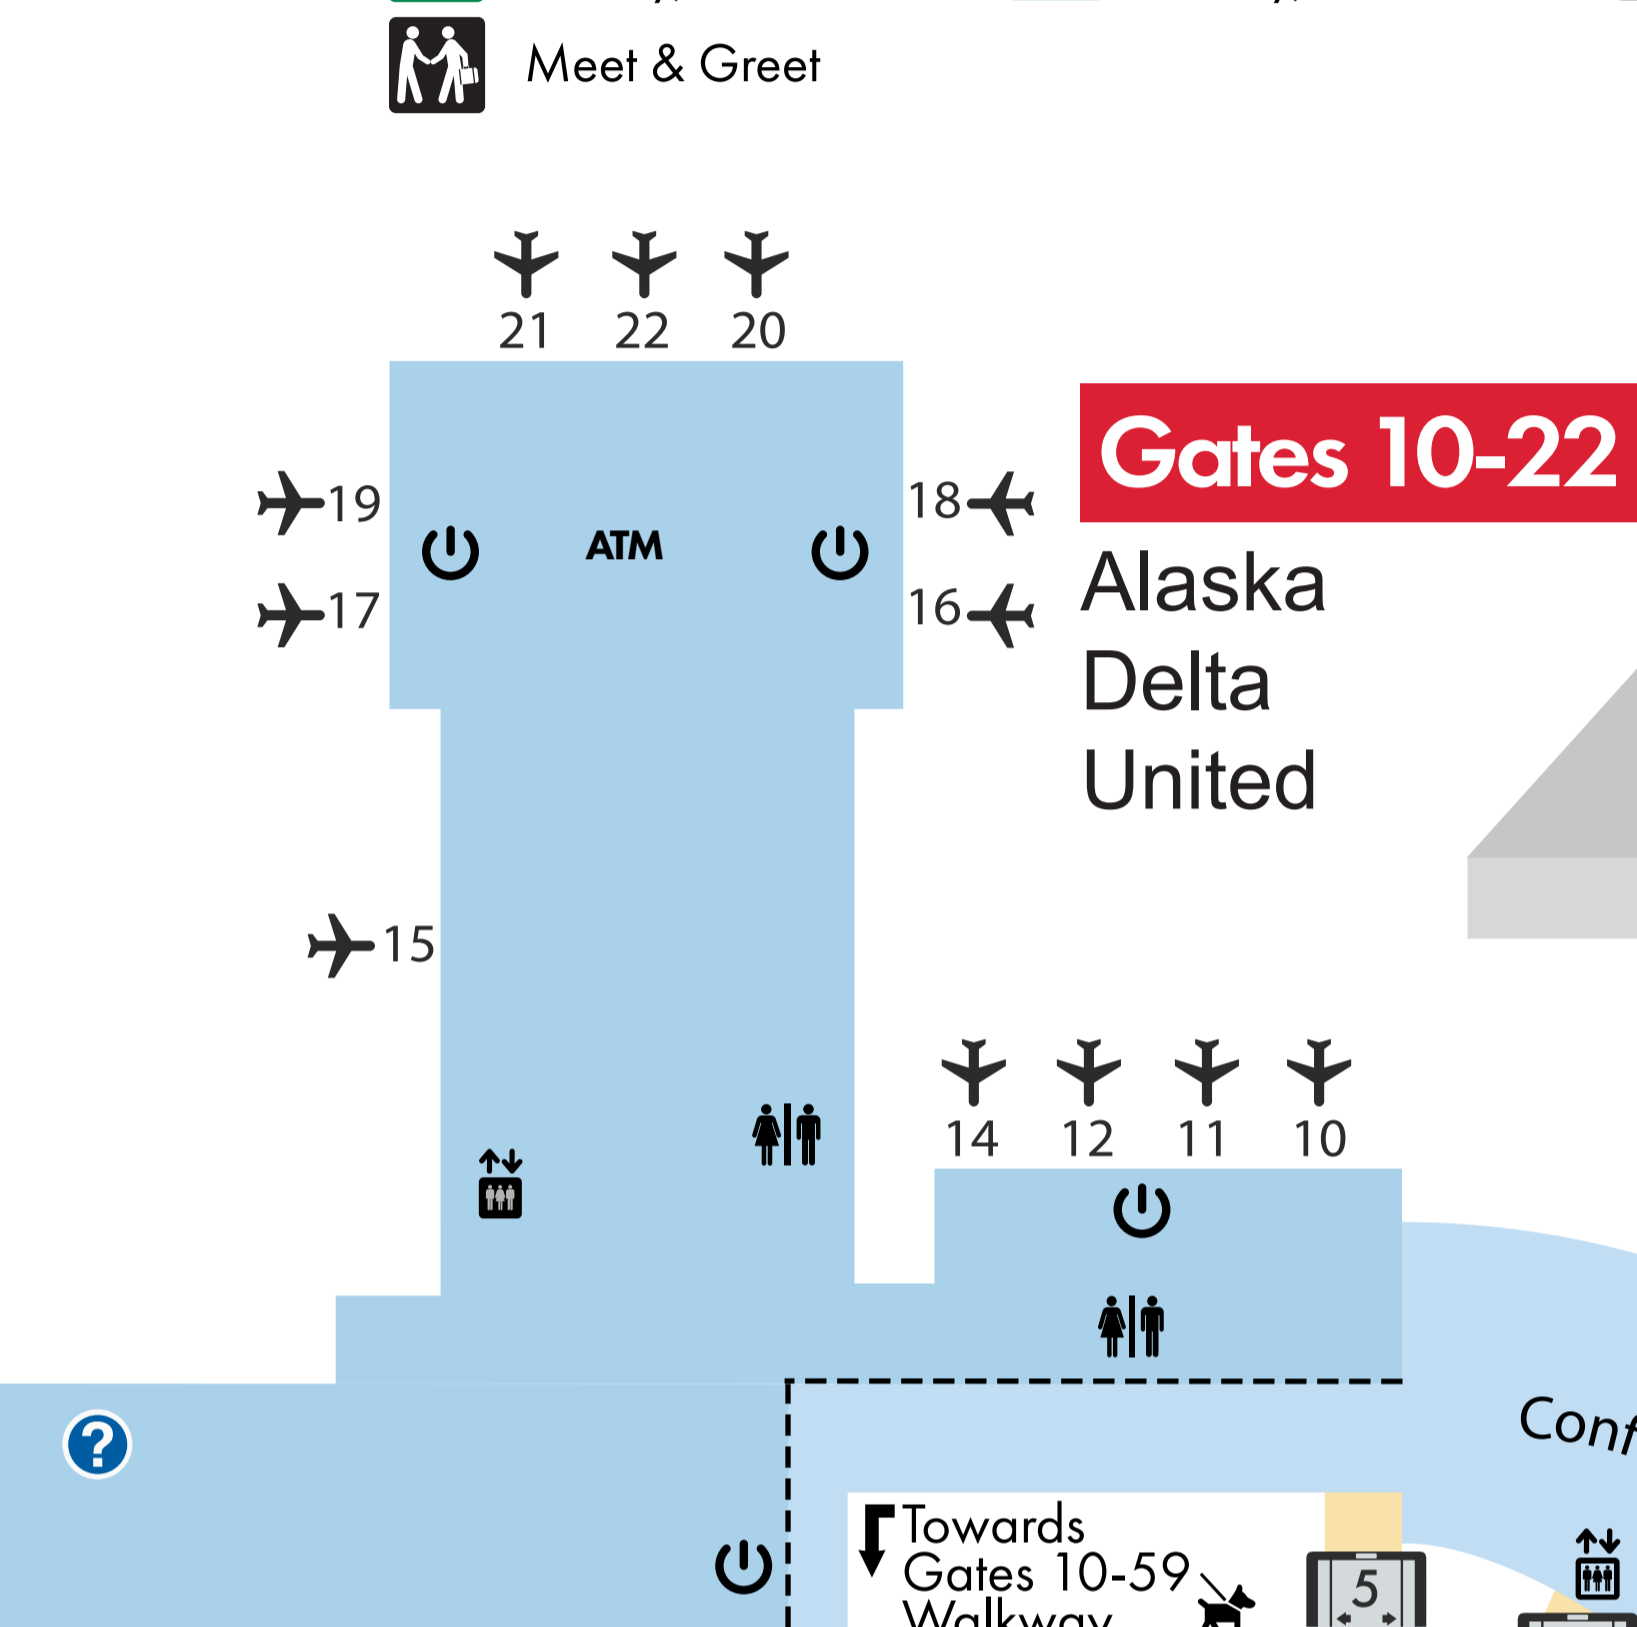 Meet & Greet
21 22 20
Gates 10-22
19
ATM
18
17
16
Alaska
Delta
United
15
14 12 11 10
?
Towards
Gates 10-59
Walkway
5